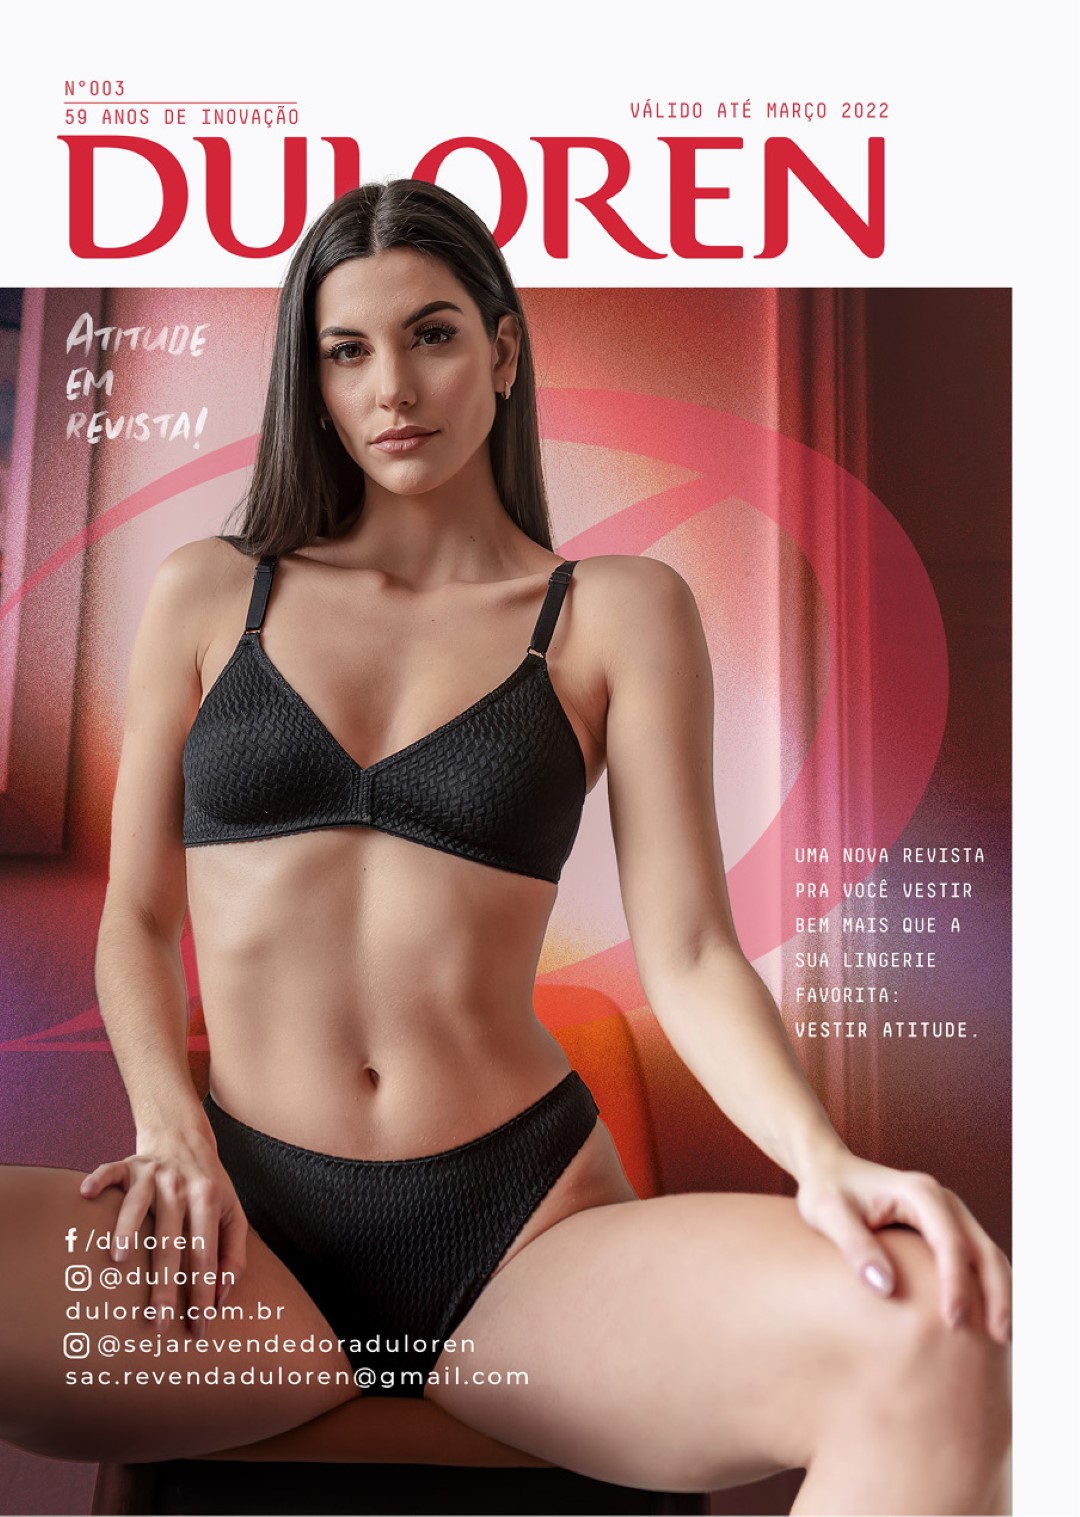 N°003
59 ANOS DE INOVAÇÃO
VÁLIDO ATÉ MARÇO 2022
DULOREN
ATITUDE
EM
REVISTA!
UMA NOVA REVISTA
PRA VOCÊ VESTIR
BEM MAIS QUE A
SUA LINGERIE
FAVORITA:
VESTIR ATITUDE.
/duloren
@duloren
duloren.com.br
@sejarevendedoraduloren
sac.revendaduloren@gmail.com